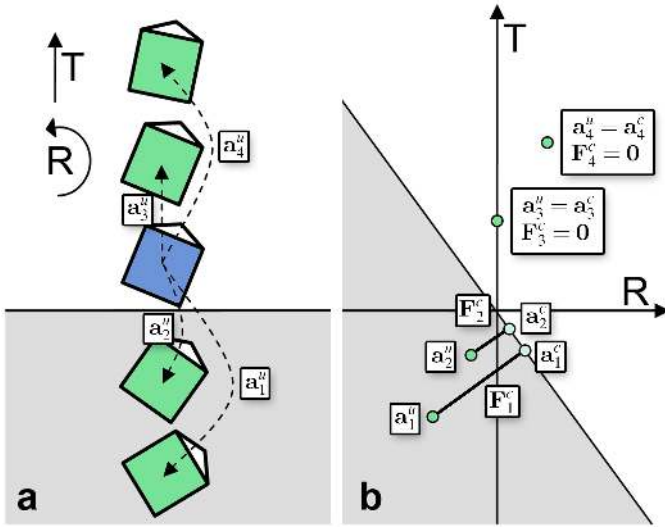 T
R
a₄ᵘ
a₃ᵘ
a₂ᵘ
a₁ᵘ
a
T
a₄ᵘ = a₄ᶜ
F₄ᶜ = 0
a₃ᵘ = a₃ᶜ
F₃ᶜ = 0
R
F₂ᶜ
a₂ᶜ
a₂ᵘ
a₁ᶜ
F₁ᶜ
a₁ᵘ
b